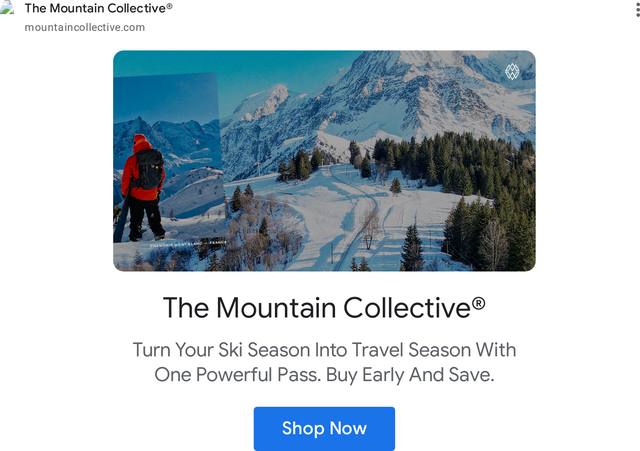 The Mountain Collective®
mountaincollective.com
The Mountain Collective®
Turn Your Ski Season Into Travel Season With
One Powerful Pass. Buy Early And Save.
Shop Now